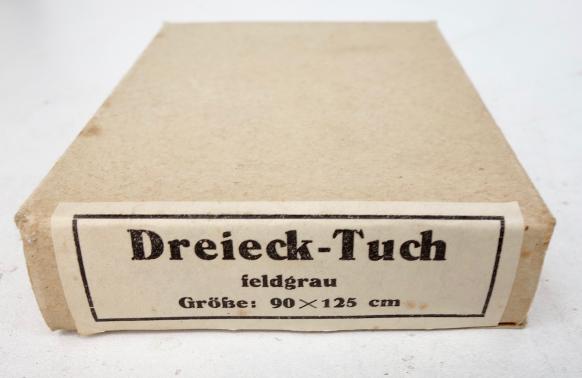 Dreieck-Tuch
feldgrau
Größe: 90×125 cm